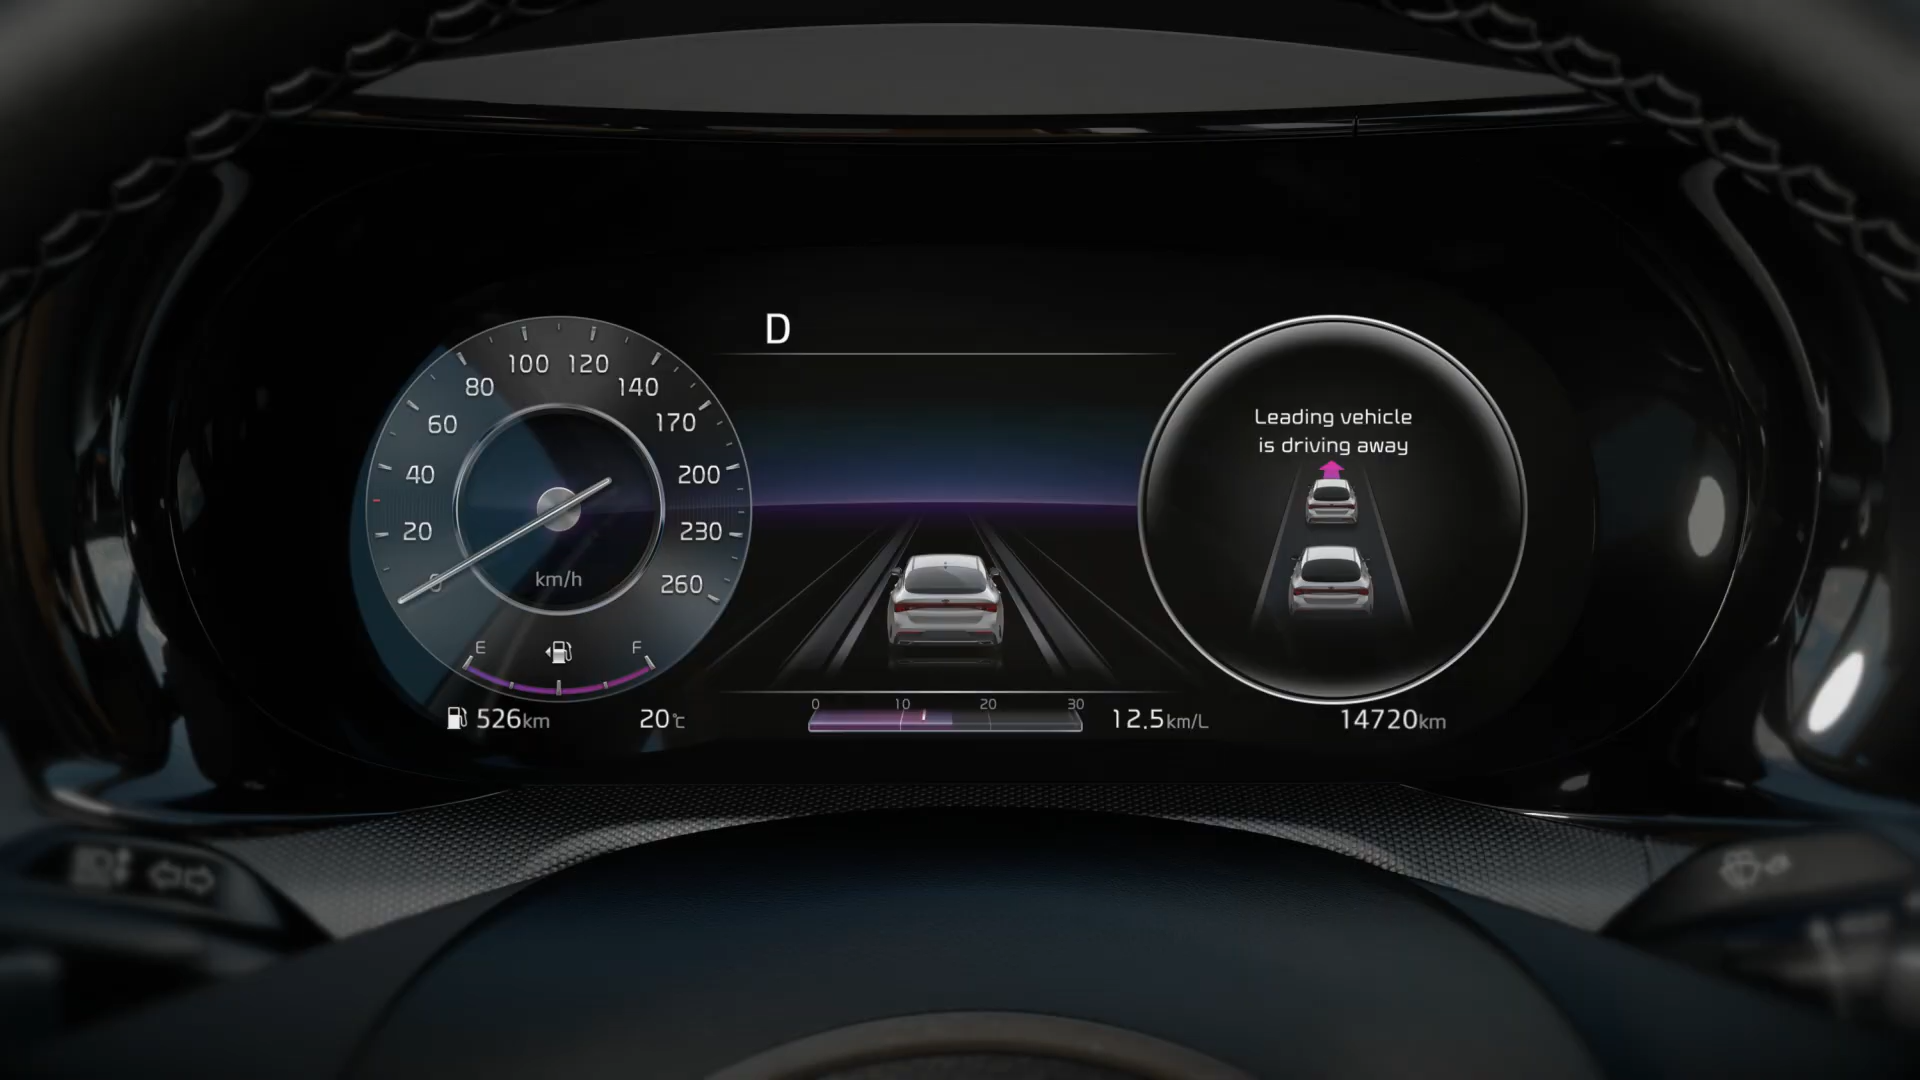 D
100 120
80 140
60 170
40 200
20 230
0 260
km/h
E F
Leading vehicle
is driving away
0 10 20 30
526km 20℃ 12.5km/L 14720km